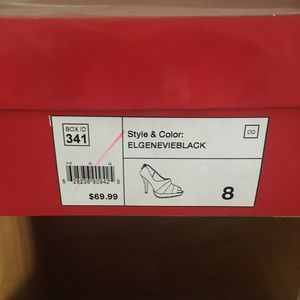 BOX ID
341
Style & Color:
ELGENEVIEBLACK
CO
8
$69.99